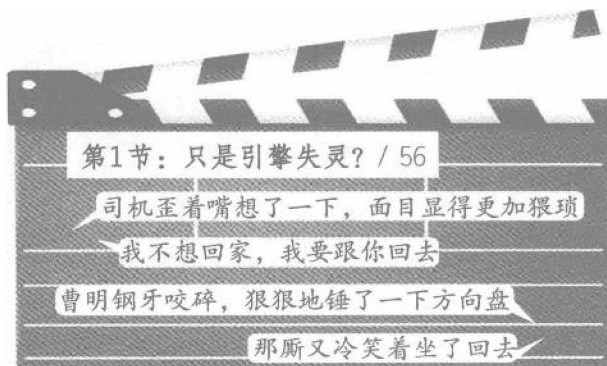 第1节：只是引擎失灵？/ 56
司机歪着嘴想了一下，面目显得更加猥琐
我不想回家，我要跟你回去
曹明钢牙咬碎，狠狠地锤了一下方向盘
那厮又冷笑着坐了回去